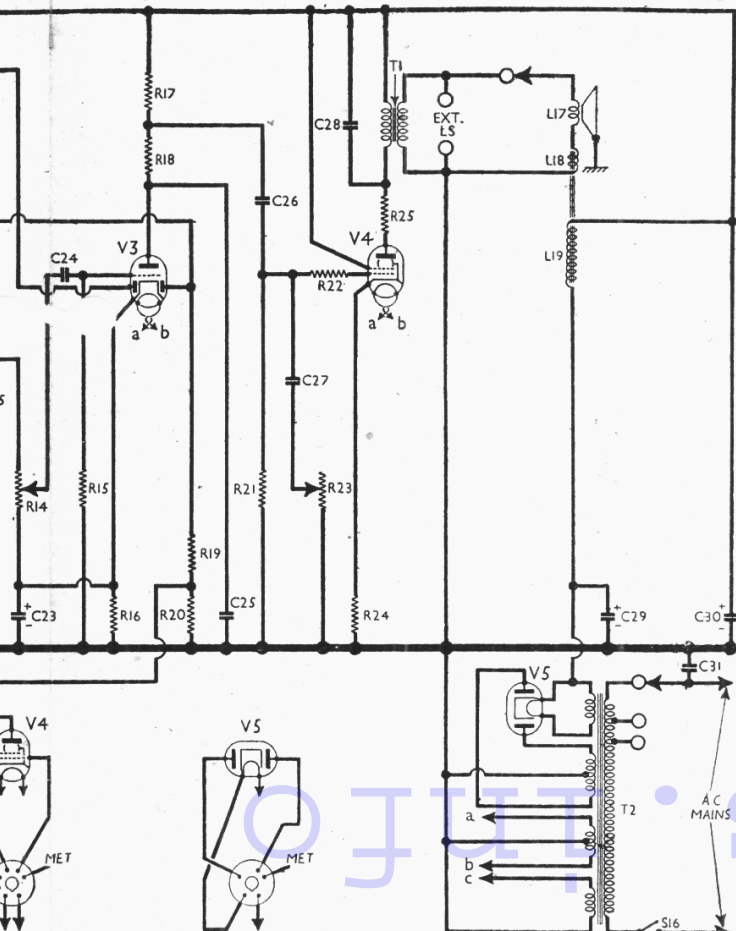 T1
R17
C28
EXT.
LS
L17
R18
L18
C26
R25
V3
V4
C24
L19
R22
a
b
a
b
C27
R14
R15
R21
R23
R19
C23
+
-
R16
R20
C25
R24
+
C29
-
C30
+
-
C31
V5
V4
V5
a
T2
A C
MAINS
MET
MET
b
c
S16